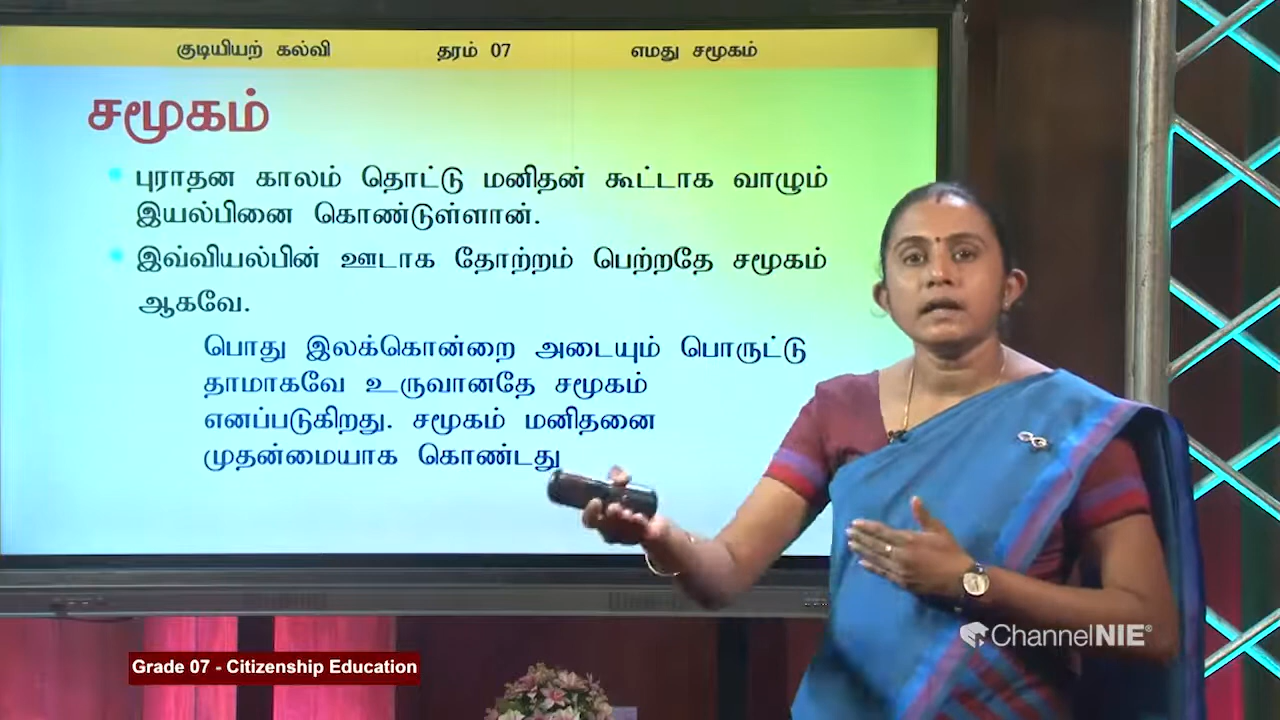 குடியியற் கல்வி தரம் 07 எமது சமூகம்
சமூகம்
புராதன காலம் தொட்டு மனிதன் கூட்டாக வாழும்
இயல்பினை கொண்டுள்ளான்.
இவ்வியல்பின் ஊடாக தோற்றம் பெற்றதே சமூகம்
ஆகவே.
பொது இலக்கொன்றை அடையும் பொருட்டு
தாமாகவே உருவானதே சமூகம்
எனப்படுகிறது. சமூகம் மனிதனை
முதன்மையாக கொண்டது
ChannelNIE®
Grade 07 - Citizenship Education